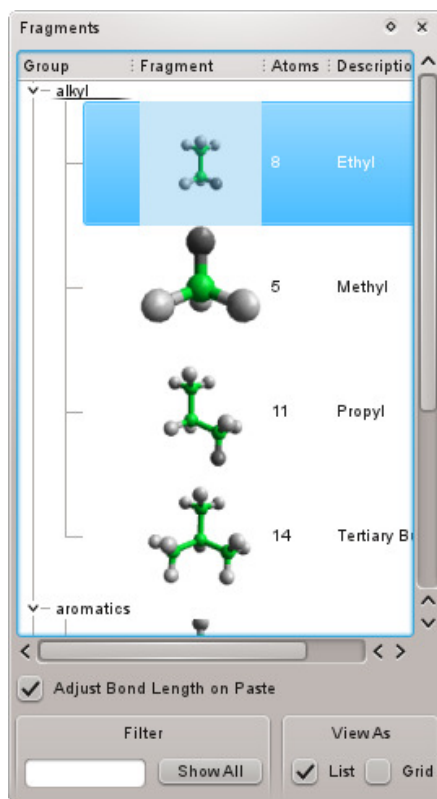 Fragments
Group Fragment Atoms Descriptio
alkyl
8 Ethyl
5 Methyl
11 Propyl
14 Tertiary Bu
aromatics
Adjust Bond Length on Paste
Filter View As
Show All List Grid